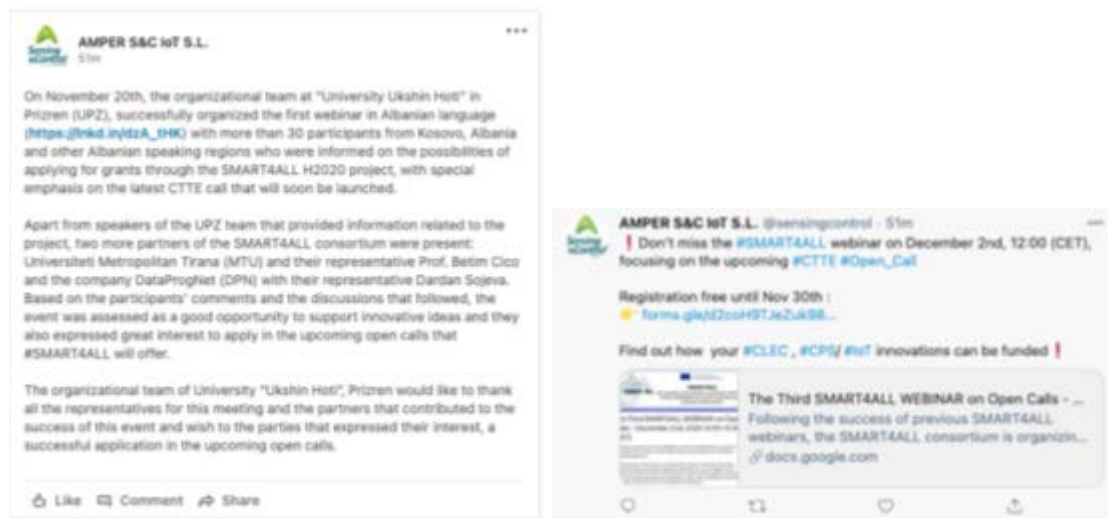 AMPER S&C IoT S.L.
51m
On November 20th, the organizational team at "University Ukshin Hoti" in
Prizren (UPZ), successfully organized the first webinar in Albanian language
(https://lnkd.in/dzA_tHK) with more than 30 participants from Kosovo, Albania
and other Albanian speaking regions who were informed on the possibilities of
applying for grants through the SMART4ALL H2020 project, with special
emphasis on the latest CTTE call that will soon be launched.
Apart from speakers of the UPZ team that provided information related to the
project, two more partners of the SMART4ALL consortium were present:
Universiteti Metropolitan Tirana (MTU) and their representative Prof. Betim Cico
and the company DataProgNet (DPN) with their representative Dardan Sojeva.
Based on the participants' comments and the discussions that followed, the
event was assessed as a good opportunity to support innovative ideas and they
also expressed great interest to apply in the upcoming open calls that
#SMART4ALL will offer.
The organizational team of University "Ukshin Hoti", Prizren would like to thank
all the representatives for this meeting and the partners that contributed to the
success of this event and wish to the parties that expressed their interest, a
successful application in the upcoming open calls.
Like Comment Share
AMPER S&C IoT S.L. @sensingcontrol · 51m
❗ Don't miss the #SMART4ALL webinar on December 2nd, 12:00 (CET),
focusing on the upcoming #CTTE #Open_Call
Registration free until Nov 30th :
👉 forms.gle/d2coH9TJeZuk98...
Find out how your #CLEC , #CPS/ #IoT innovations can be funded ❗
The Third SMART4ALL WEBINAR on Open Calls - ...
Following the success of previous SMART4ALL
webinars, the SMART4ALL consortium is organizin...
docs.google.com